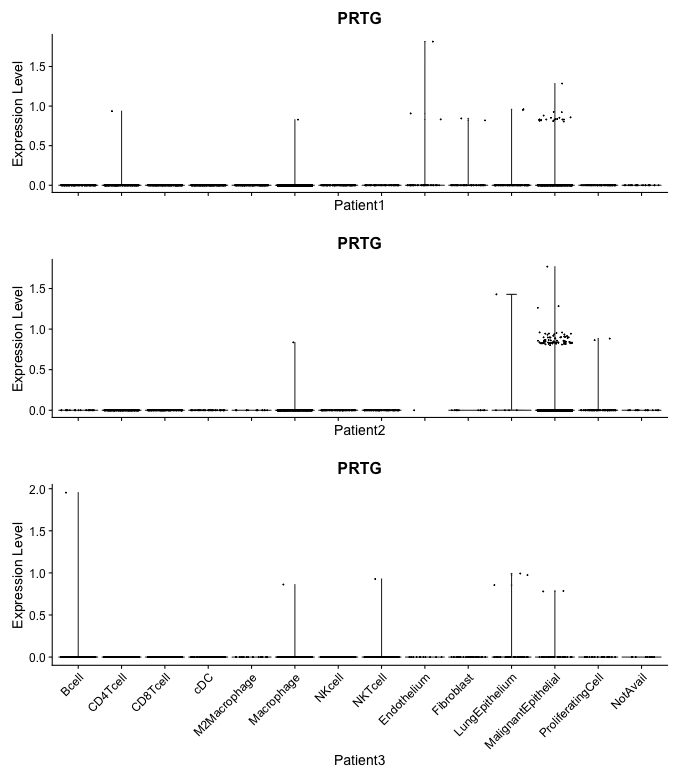 PRTG
Expression Level
1.5
1.0
0.5
0.0
Patient1
PRTG
Expression Level
1.5
1.0
0.5
0.0
Patient2
PRTG
Expression Level
2.0
1.5
1.0
0.5
0.0
Bcell
CD4Tcell
CD8Tcell
cDC
M2Macrophage
Macrophage
NKcell
NKTcell
Endothelium
Fibroblast
LungEpithelium
MalignantEpithelial
ProliferatingCell
NotAvail
Patient3